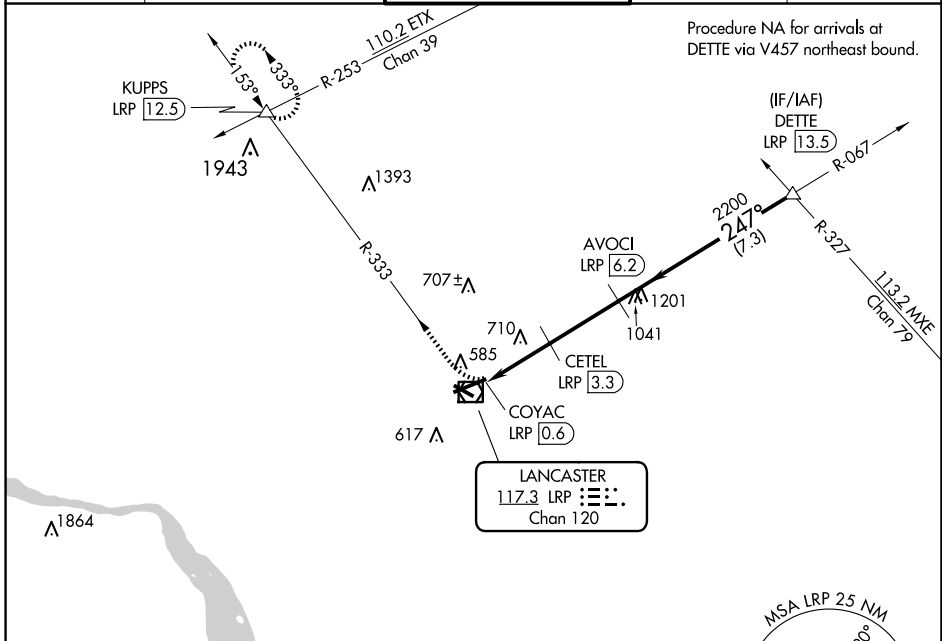 Procedure NA for arrivals at
DETTE via V457 northeast bound.
110.2 ETX
Chan 39
R-253
153°
333°
KUPPS
LRP 12.5
1943
1393
(IF/IAF)
DETTE
LRP 13.5
R-067
2200
247°
(7.3)
R-327
113.2 MXE
Chan 79
AVOCI
LRP 6.2
R-333
707±
1201
1041
710
585
CETEL
LRP 3.3
COYAC
LRP 0.6
617
LANCASTER
117.3 LRP
Chan 120
1864
MSA LRP 25 NM